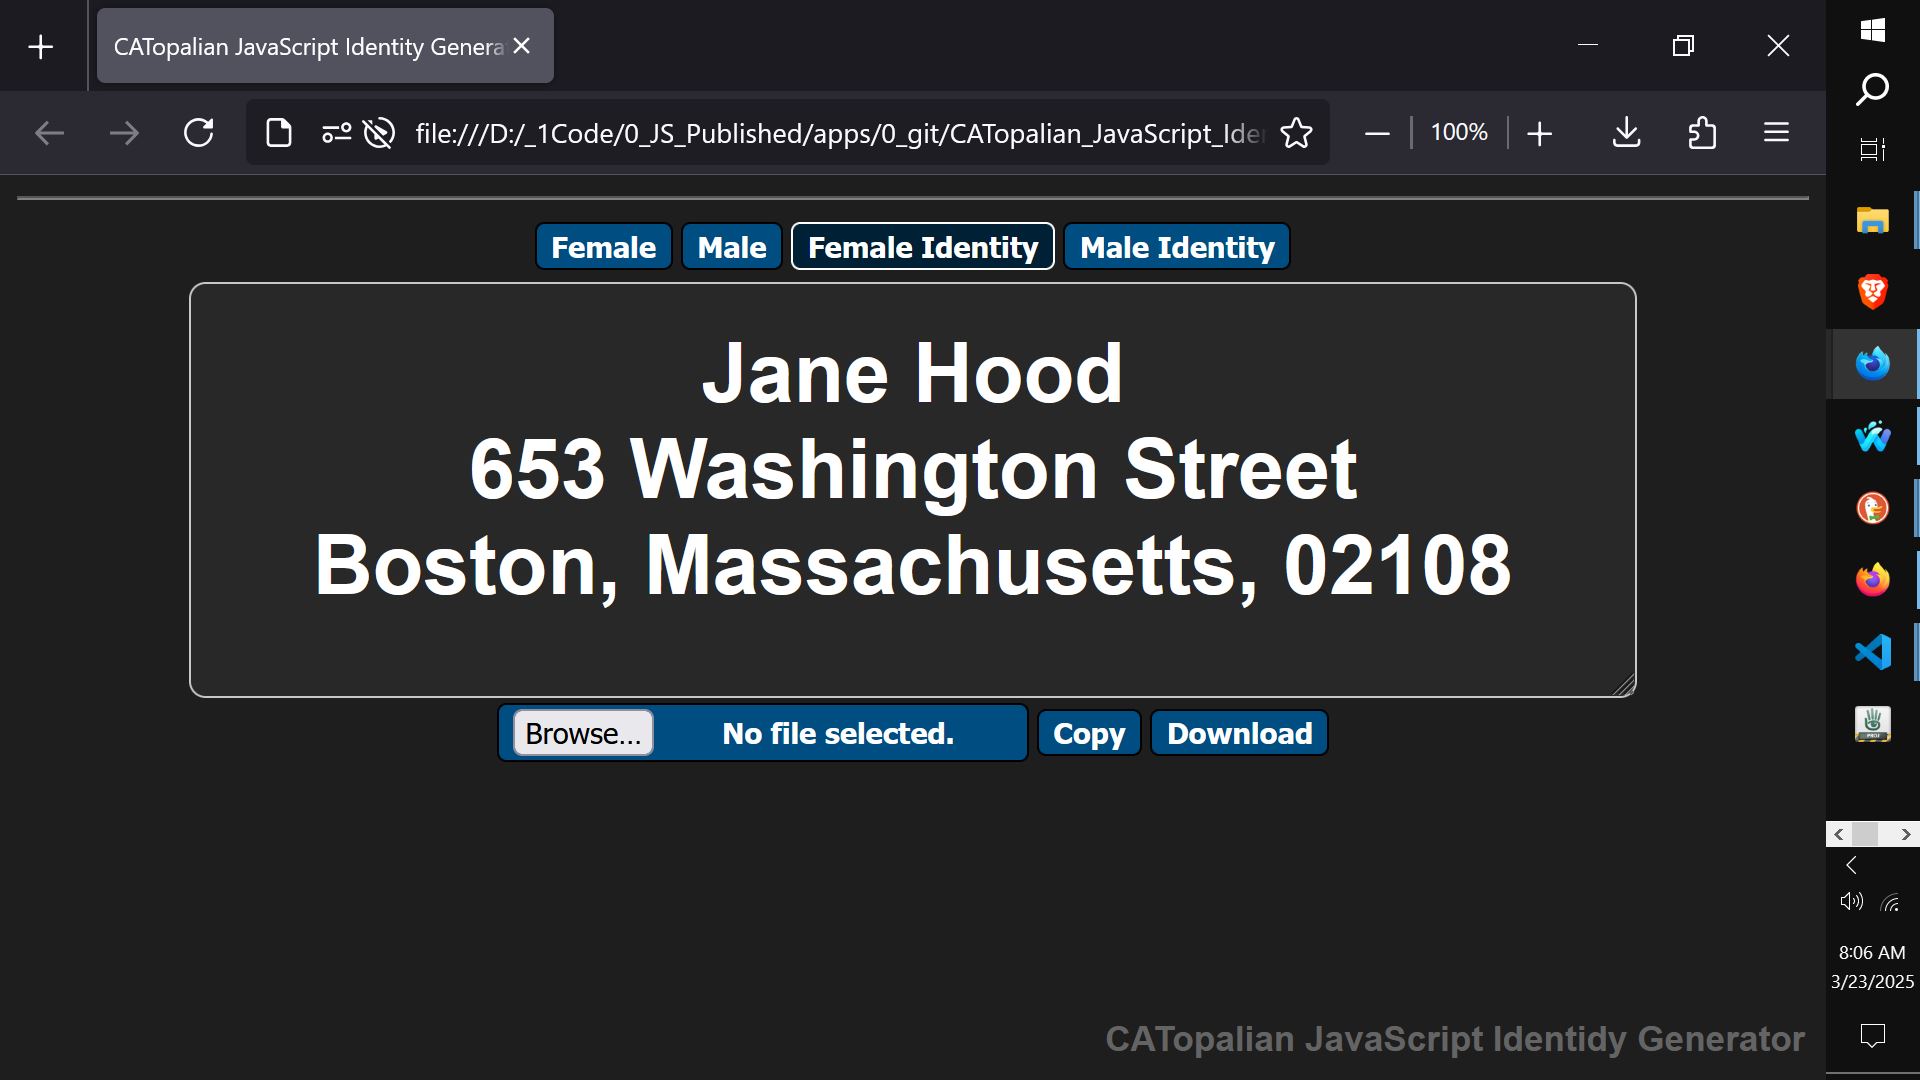 CATopalian JavaScript Identity Genera
file:///D:/_1Code/0_JS_Published/apps/0_git/CATopalian_JavaScript_Ide
100%
Female Male Female Identity Male Identity
Jane Hood
653 Washington Street
Boston, Massachusetts, 02108
Browse... No file selected. Copy Download
PROJ
8:06 AM
3/23/2025
CATopalian JavaScript Identidy Generator